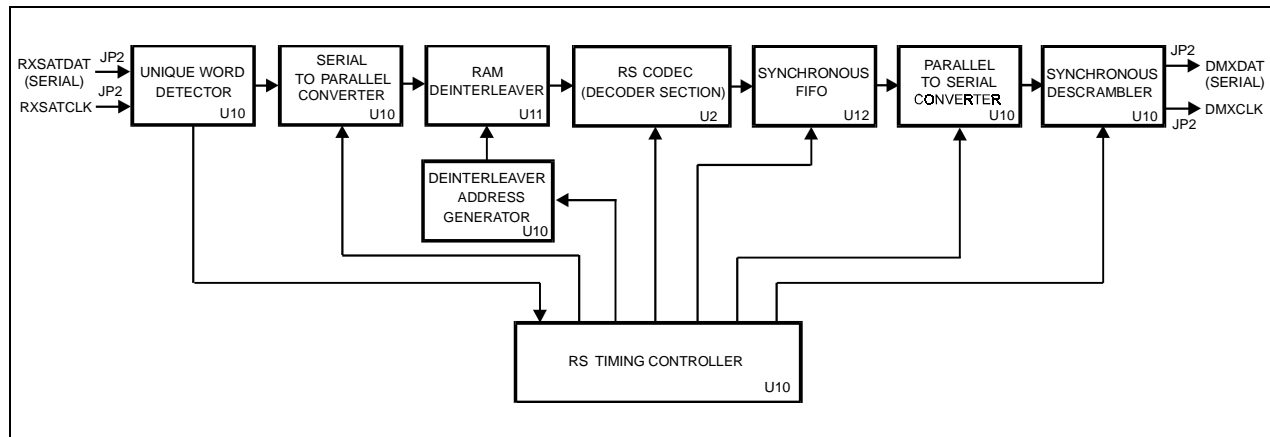 RXSATDAT
(SERIAL)
JP2
RXSATCLK
JP2
UNIQUE WORD
DETECTOR
U10
SERIAL
TO PARALLEL
CONVERTER
U10
RAM
DEINTERLEAVER
U11
RS CODEC
(DECODER SECTION)
U2
SYNCHRONOUS
FIFO
U12
PARALLEL
TO SERIAL
CONVERTER
U10
SYNCHRONOUS
DESCRAMBLER
U10
JP2
DMXDAT
(SERIAL)
DMXCLK
JP2
DEINTERLEAVER
ADDRESS
GENERATOR
U10
RS TIMING CONTROLLER
U10